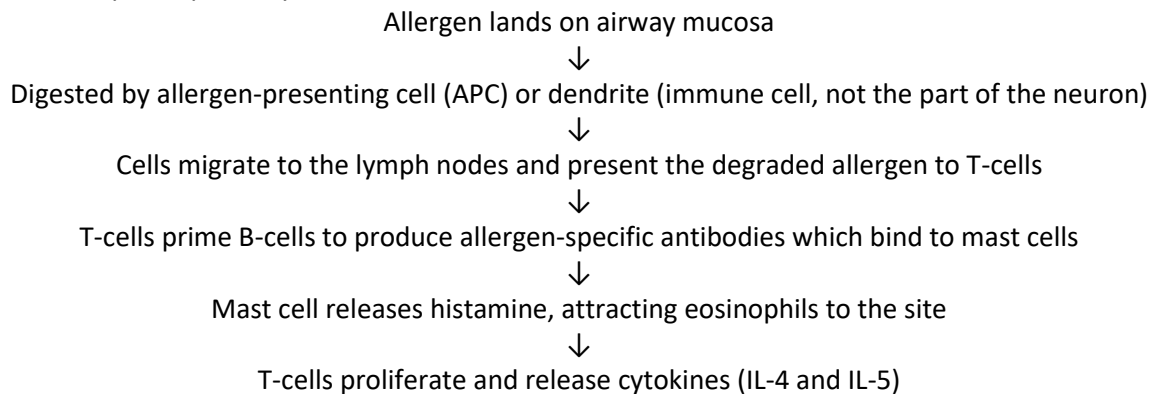 Allergen lands on airway mucosa
↓
Digested by allergen-presenting cell (APC) or dendrite (immune cell, not the part of the neuron)
↓
Cells migrate to the lymph nodes and present the degraded allergen to T-cells
↓
T-cells prime B-cells to produce allergen-specific antibodies which bind to mast cells
↓
Mast cell releases histamine, attracting eosinophils to the site
↓
T-cells proliferate and release cytokines (IL-4 and IL-5)